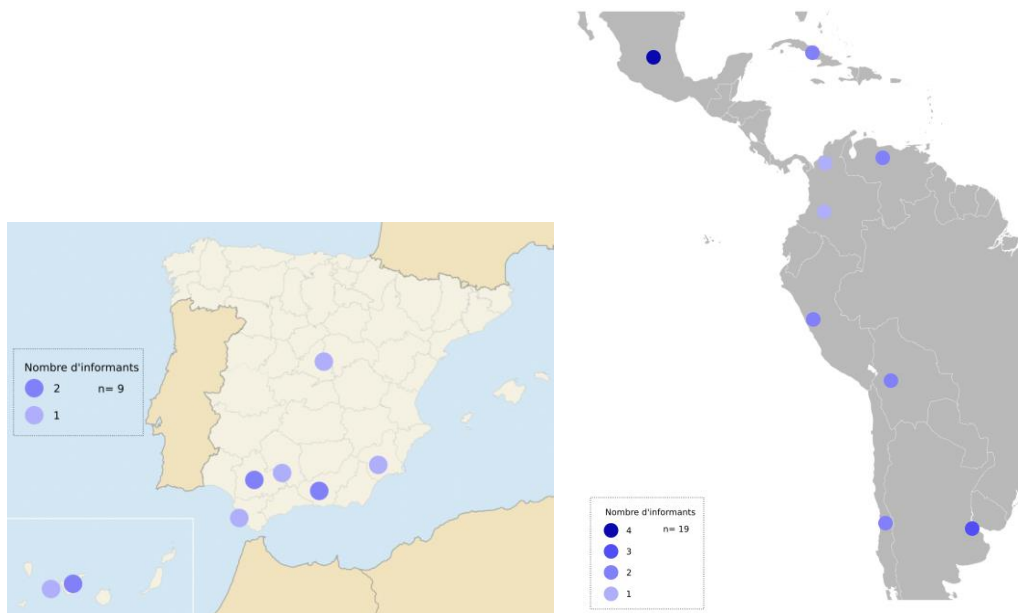 Nombre d'informants
2 n= 9
1
Nombre d'informants
4 n= 19
3
2
1